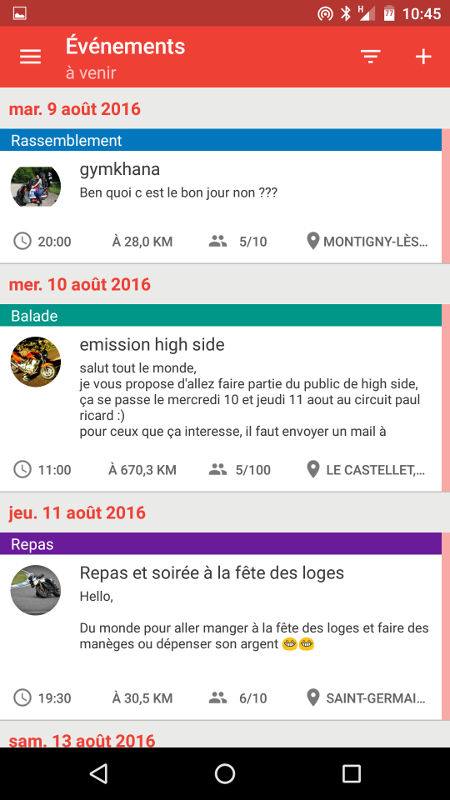 H
77
10:45
Événements
à venir
mar. 9 août 2016
Rassemblement
gymkhana
Ben quoi c est le bon jour non ???
20:00 À 28,0 KM 5/10 MONTIGNY-LÈS…
mer. 10 août 2016
Balade
emission high side
salut tout le monde,
je vous propose d'allez faire partie du public de high side,
ça se passe le mercredi 10 et jeudi 11 aout au circuit paul
ricard :)
pour ceux que ça interesse, il faut envoyer un mail à
11:00 À 670,3 KM 5/100 LE CASTELLET,…
jeu. 11 août 2016
Repas
Repas et soirée à la fête des loges
Hello,
Du monde pour aller manger à la fête des loges et faire des
manèges ou dépenser son argent 😁😁
19:30 À 30,5 KM 6/10 SAINT-GERMAI…
sam. 13 août 2016